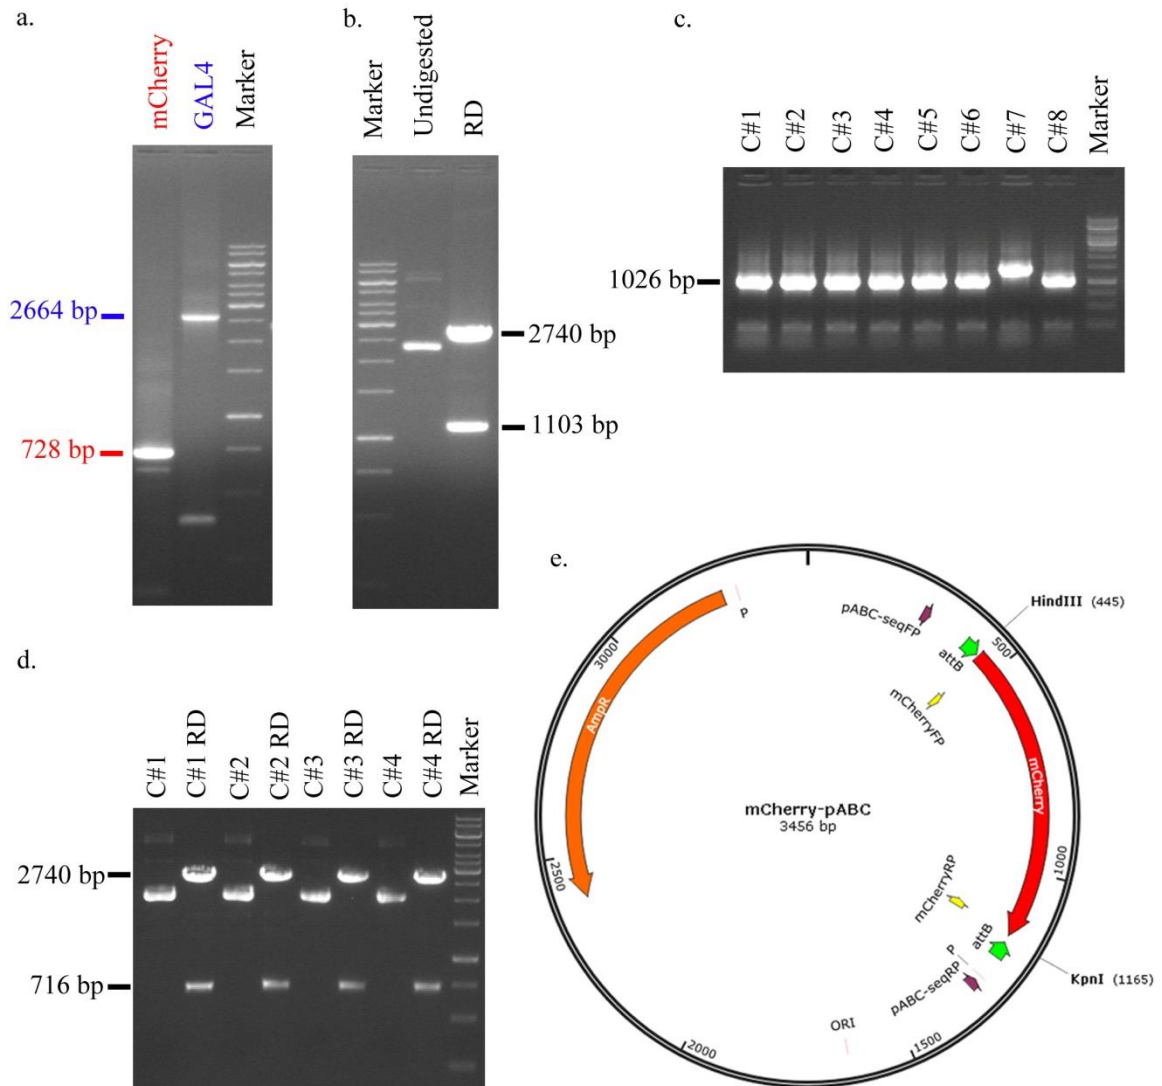 a.
mCherry
GAL4
Marker
2664 bp
728 bp
b.
Marker
Undigested
RD
2740 bp
1103 bp
c.
C#1
C#2
C#3
C#4
C#5
C#6
C#7
C#8
Marker
1026 bp
d.
C#1
C#1 RD
C#2
C#2 RD
C#3
C#3 RD
C#4
C#4 RD
Marker
2740 bp
716 bp
e.
HindIII (445)
pABC-seqFP
P
attB
500
3000
mCherryFP
AmpR
mCherry
mCherry-pABC
3456 bp
2500
1000
mCherryRP
attB
P
pABC-seqRP
KpnI (1165)
ORI
1500
2000